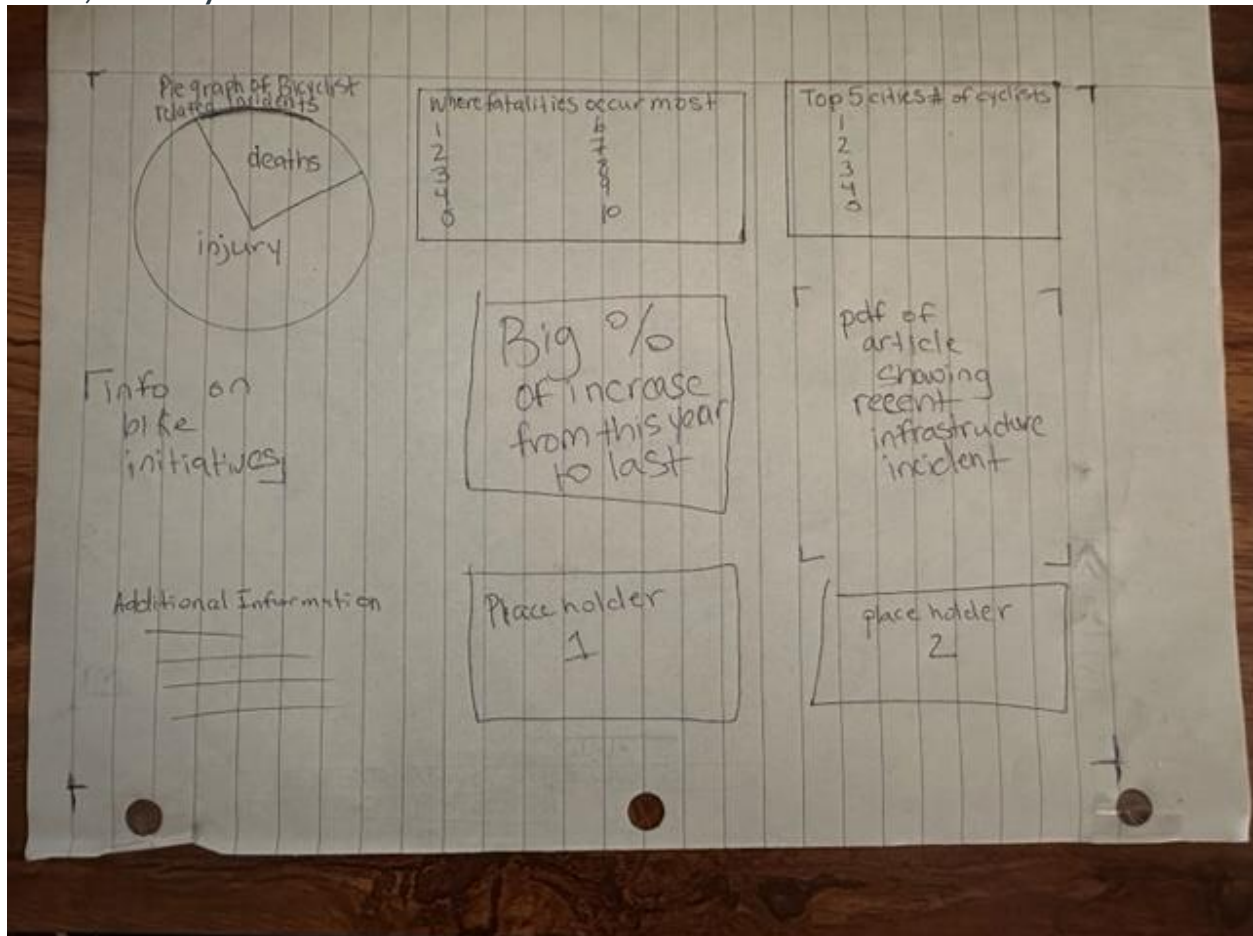 Pie graph of Bicyclist
related incidents
deaths
injury
Where fatalities occur most
1 6
2 7
3 8
4 9
5 10
Top 5 cities # of cyclists
1
2
3
4
5
info on
bike
initiatives
Big %
of increase
from this year
to last
pdf of
article
showing
recent
infrastructure
incident
Additional Information
Place holder
1
place holder
2